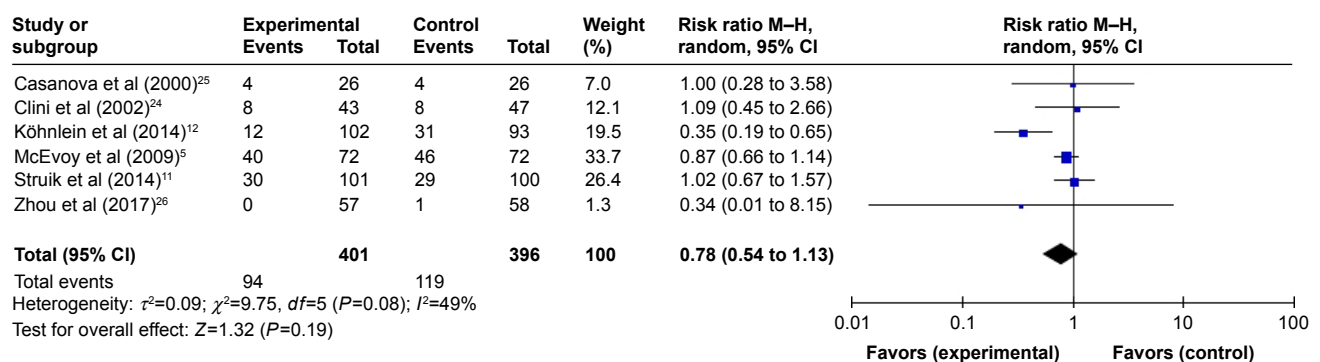 Study or subgroup Experimental Control Weight (%) Risk ratio M–H, random, 95% CI Risk ratio M–H, random, 95% CI
Events Total Events Total
Casanova et al (2000)25 4 26 4 26 7.0 1.00 (0.28 to 3.58)
Clini et al (2002)24 8 43 8 47 12.1 1.09 (0.45 to 2.66)
Köhnlein et al (2014)12 12 102 31 93 19.5 0.35 (0.19 to 0.65)
McEvoy et al (2009)5 40 72 46 72 33.7 0.87 (0.66 to 1.14)
Struik et al (2014)11 30 101 29 100 26.4 1.02 (0.67 to 1.57)
Zhou et al (2017)26 0 57 1 58 1.3 0.34 (0.01 to 8.15)
Total (95% CI) 401 396 100 0.78 (0.54 to 1.13)
Total events 94 119
Heterogeneity: τ²=0.09; χ²=9.75, df=5 (P=0.08); I²=49%
Test for overall effect: Z=1.32 (P=0.19)
0.01 0.1 1 10 100
Favors (experimental) Favors (control)